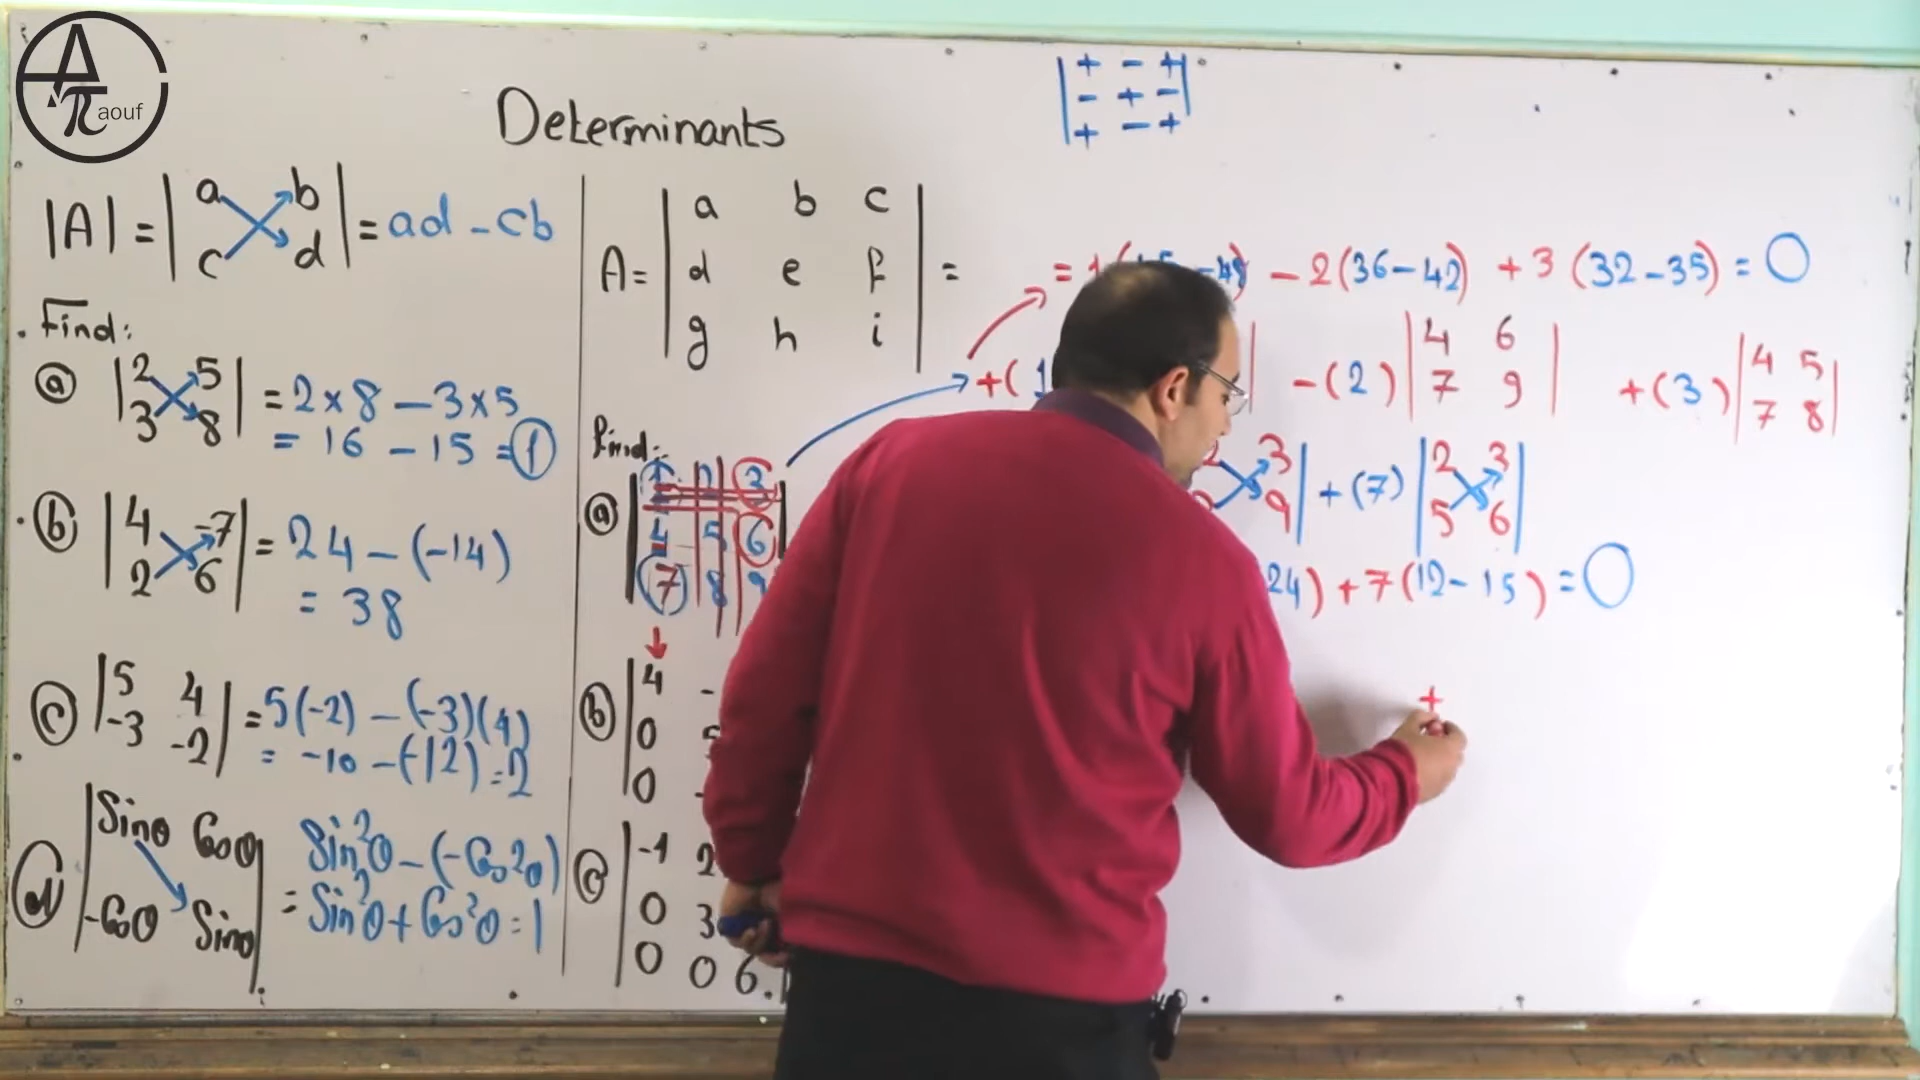 Aπaouf
Determinants
+ - +
- + -
+ - +
|A| = | a b | = ad - cb
| c d |
. Find:
ⓐ | 2 5 | = 2 × 8 - 3 × 5
| 3 8 | = 16 - 15 = 1
ⓑ | 4 -7 | = 24 - (-14)
| 2 6 | = 38
ⓒ | 5 4 | = 5(-2) - (-3)(4)
| -3 -2 | = -10 - (-12) = 2
ⓓ | Sinθ Cosθ | = Sin²θ - (-Cos²θ)
| -Cosθ Sinθ | = Sin²θ + Cos²θ = 1
A = | a b c | =
| d e f |
| g h i |
Find:
ⓐ | 1 2 3 |
| 4 5 6 |
| 7 8 9
ⓑ | 4 -
| 0
| 0 -
ⓒ | -1 2
| 0 3
| 0 0 6
= 1 ( - 48) - 2 (36 - 42) + 3 (32 - 35) = 0
+( 1 | - (2) | 4 6 | + (3) | 4 5 |
| 7 9 | | 7 8 |
2 3 | + (7) | 2 3 |
9 | | 5 6 |
24) + 7 (12 - 15) = 0
+